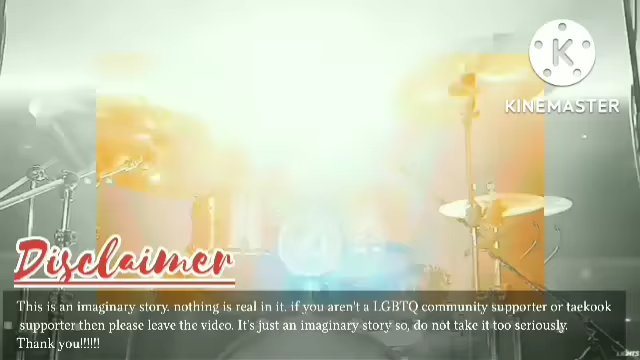 KINEMASTER
Disclaimer
This is an imaginary story. nothing is real in it. if you aren't a LGBTQ community supporter or taekook
supporter then please leave the video. It's just an imaginary story so, do not take it too seriously.
Thank you!!!!!!